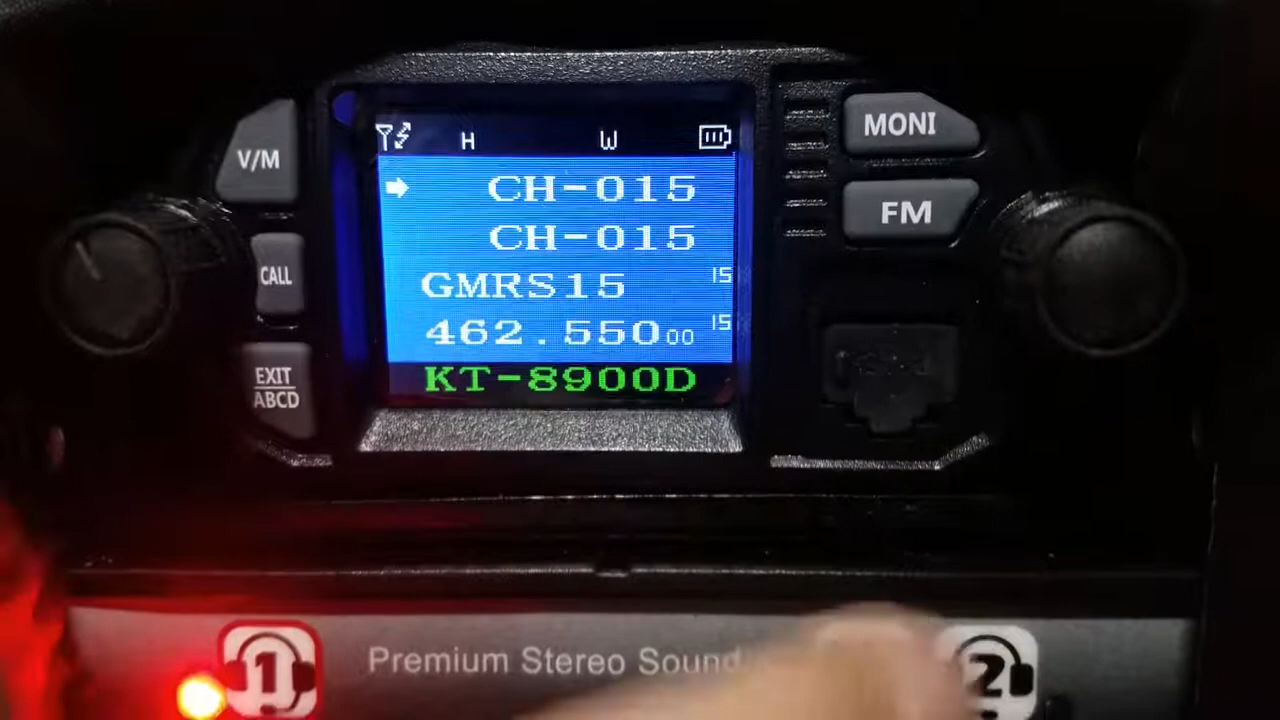 H W
CH-015
CH-015
GMRS15 15
462.55000 15
KT-8900D
V/M
CALL
EXIT
ABCD
MONI
FM
1 Premium Stereo Sound 2